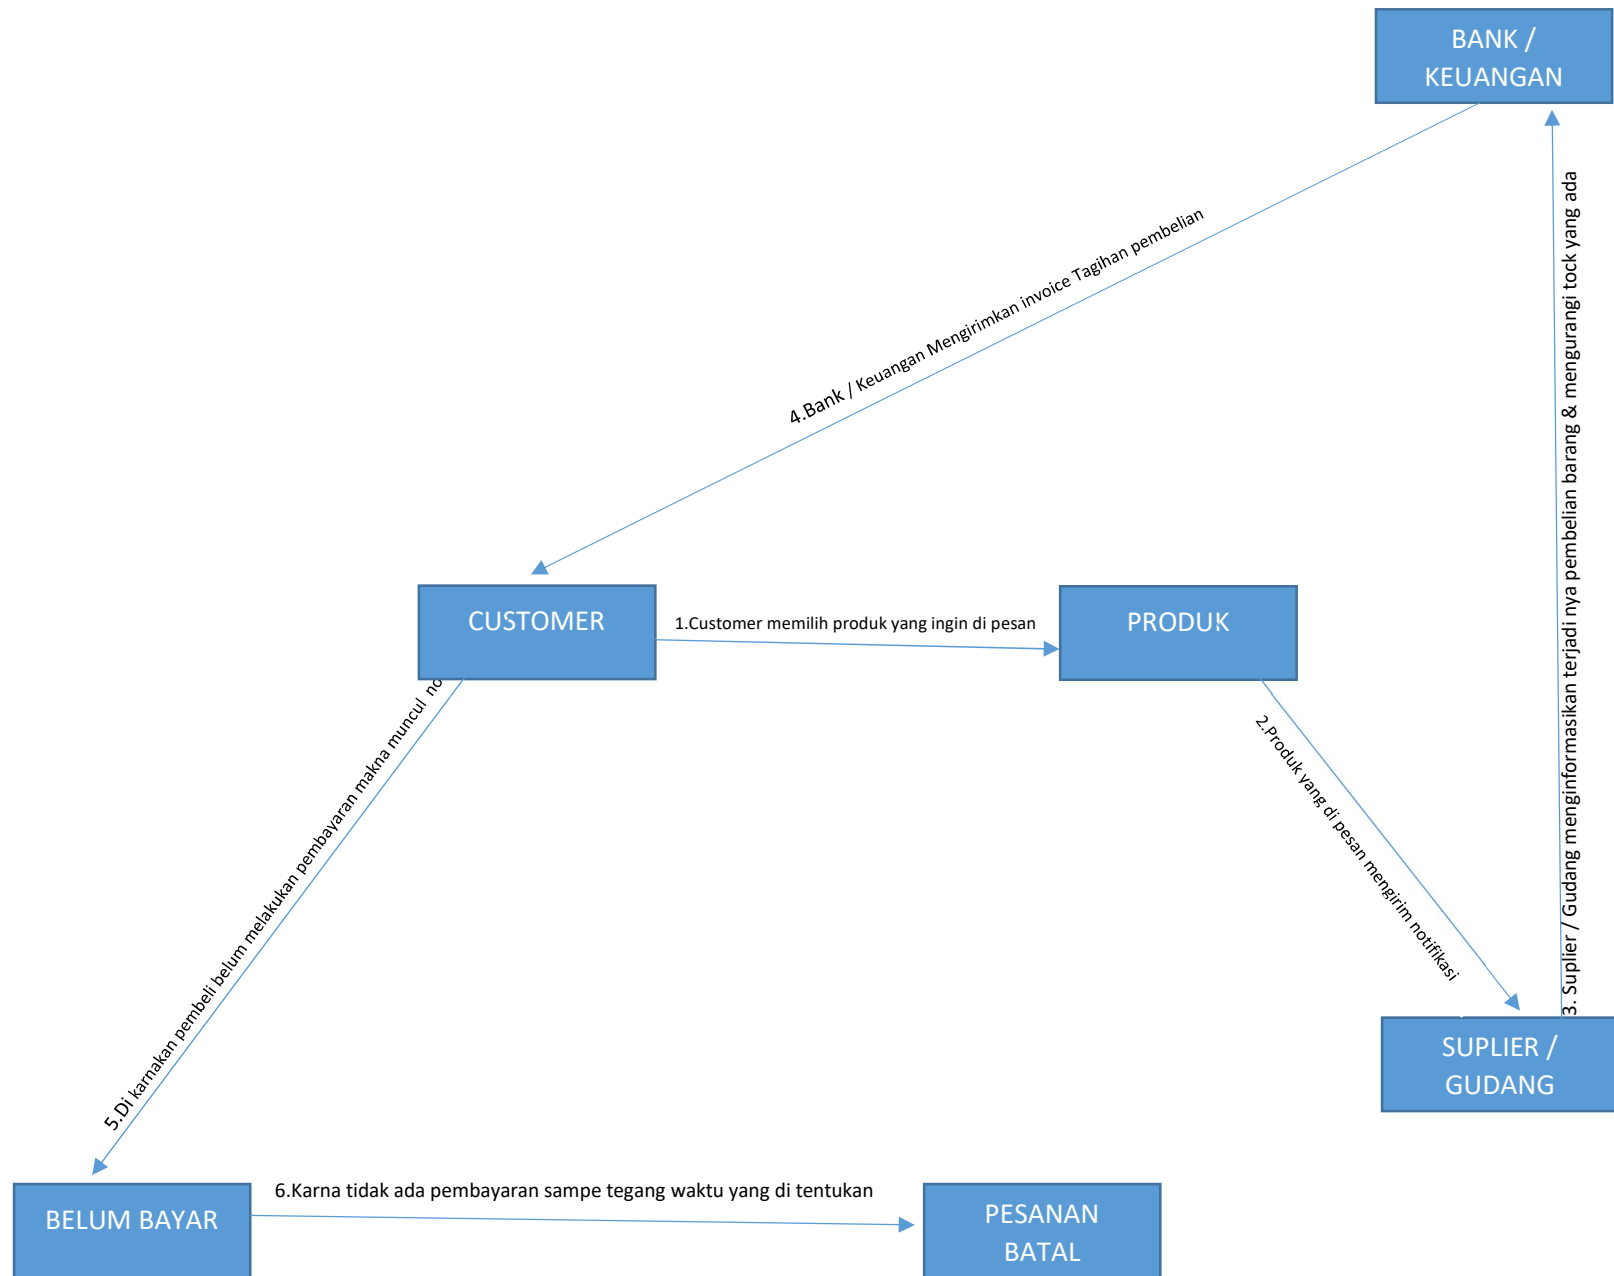 BANK /
KEUANGAN
4.Bank / Keuangan Mengirimkan invoice Tagihan pembelian
3. Suplier / Gudang menginformasikan terjadi nya pembelian barang & mengurangi tock yang ada
CUSTOMER
1.Customer memilih produk yang ingin di pesan
PRODUK
2.Produk yang di pesan mengirim notifikasi
5.Di karnakan pembeli belum melakukan pembayaran makna muncul
SUPLIER /
GUDANG
BELUM BAYAR
6.Karna tidak ada pembayaran sampe tegang waktu yang di tentukan
PESANAN
BATAL